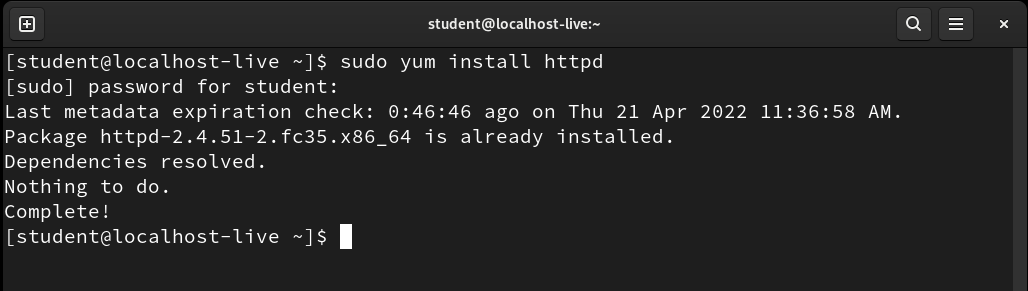 student@localhost-live:~
[student@localhost-live ~]$ sudo yum install httpd
[sudo] password for student:
Last metadata expiration check: 0:46:46 ago on Thu 21 Apr 2022 11:36:58 AM.
Package httpd-2.4.51-2.fc35.x86_64 is already installed.
Dependencies resolved.
Nothing to do.
Complete!
[student@localhost-live ~]$